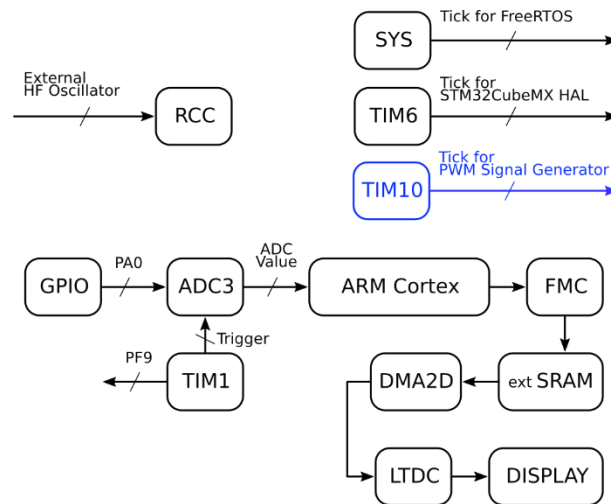 SYS
Tick for FreeRTOS
External
HF Oscillator
RCC
TIM6
Tick for
STM32CubeMX HAL
TIM10
Tick for
PWM Signal Generator
GPIO
PA0
ADC3
ADC
Value
ARM Cortex
FMC
Trigger
PF9
TIM1
DMA2D
ext SRAM
LTDC
DISPLAY